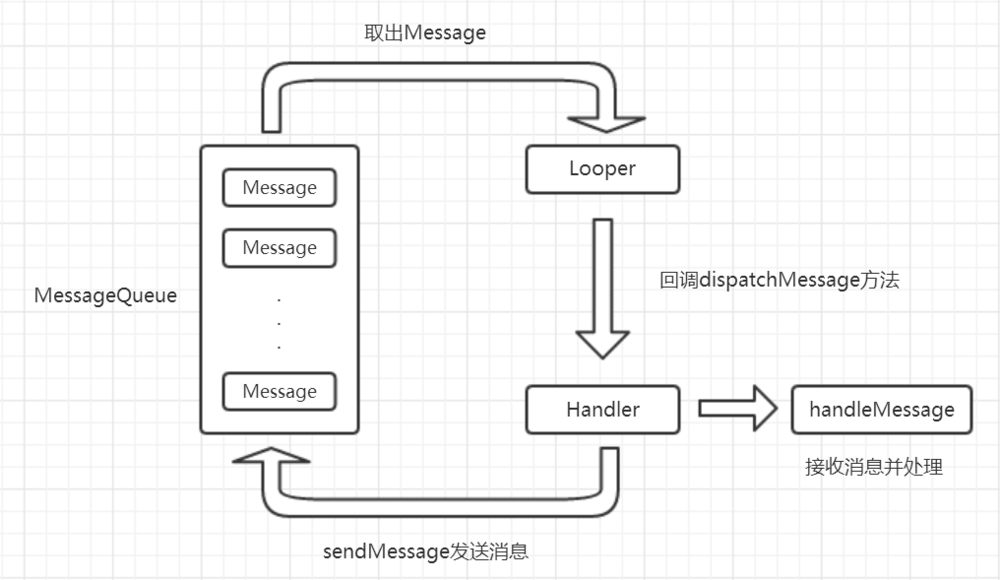 取出Message
Message
Looper
Message
回调dispatchMessage方法
MessageQueue
.
.
.
Message
Handler
handleMessage
接收消息并处理
sendMessage发送消息